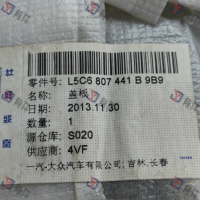 零件号: L5C6 807 441 B 9B9
名称: 盖板
日期: 2013.11.30
数量: 1
源仓库: S020
供应商: 4VF
一汽-大众汽车有限公司; 吉林. 长春